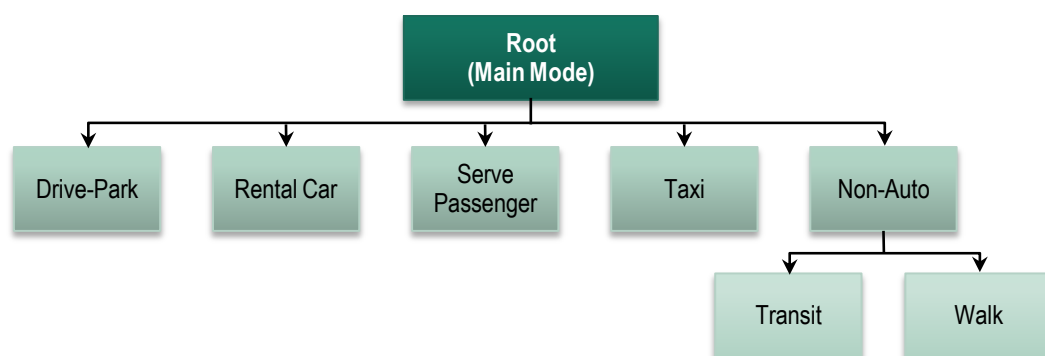 Root
(Main Mode)
Drive-Park
Rental Car
Serve
Passenger
Taxi
Non-Auto
Transit
Walk